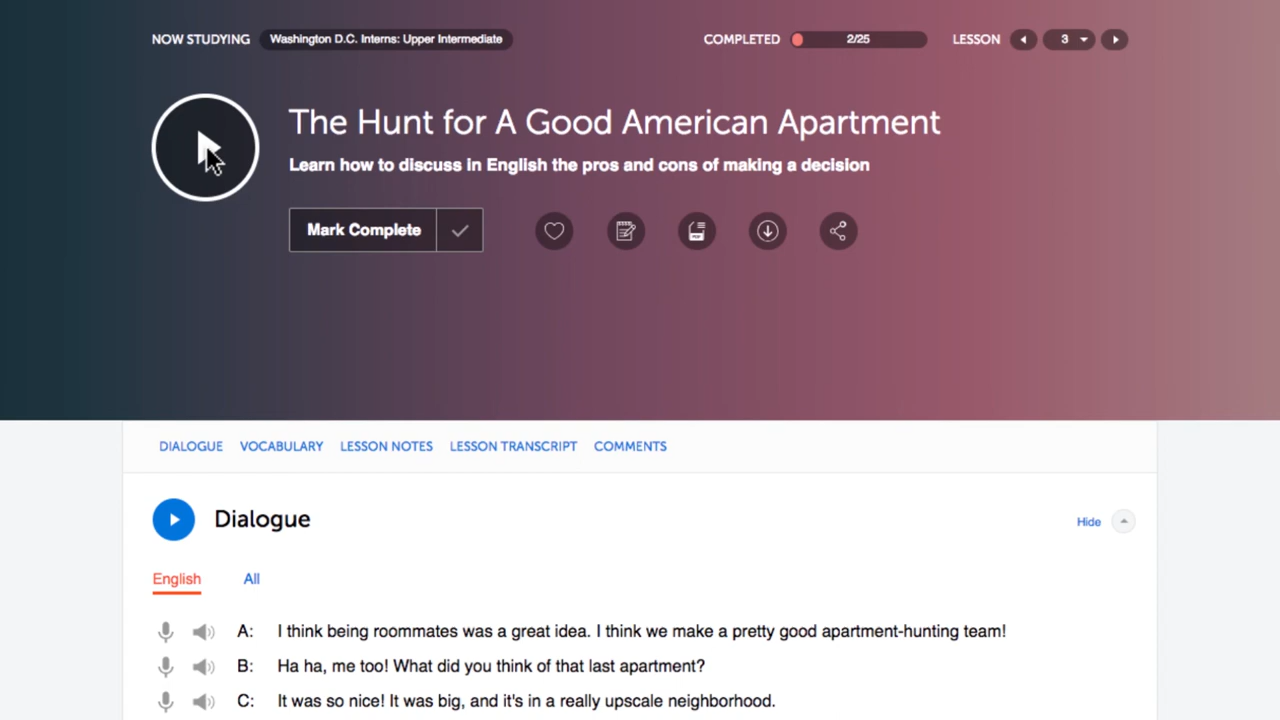 NOW STUDYING Washington D.C. Interns: Upper Intermediate COMPLETED 2/25 LESSON 3
The Hunt for A Good American Apartment
Learn how to discuss in English the pros and cons of making a decision
Mark Complete
PDF
DIALOGUE VOCABULARY LESSON NOTES LESSON TRANSCRIPT COMMENTS
Dialogue Hide
English All
A: I think being roommates was a great idea. I think we make a pretty good apartment-hunting team!
B: Ha ha, me too! What did you think of that last apartment?
C: It was so nice! It was big, and it's in a really upscale neighborhood.